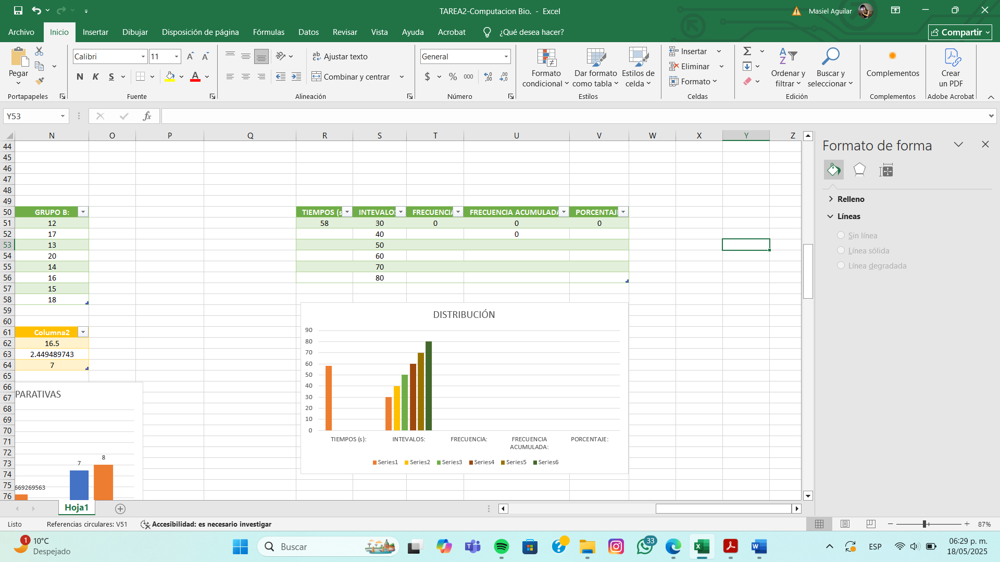 TAREA2-Computacion Bio.  -  Excel
Masiel Aguilar
Archivo Inicio Insertar Dibujar Disposición de página Fórmulas Datos Revisar Vista Ayuda Acrobat ¿Qué desea hacer? Compartir
Pegar
Portapapeles
Calibri 11
N K S
Fuente
Ajustar texto
Combinar y centrar
Alineación
General
$ % 000
Número
Formato condicional
Dar formato como tabla
Estilos de celda
Estilos
Insertar
Eliminar
Formato
Celdas
Ordenar y filtrar
Buscar y seleccionar
Edición
Complementos
Complementos
Crear un PDF
Adobe Acrobat
Y53 fx
N O P Q R S T U V W X Y Z
44
45
46
47
48
49
50 GRUPO B: TIEMPOS (s INTEVALOS FRECUENCIA FRECUENCIA ACUMULADA PORCENTAJE
51 12 58 30 0 0 0
52 17 40 0
53 13 50
54 20 60
55 14 70
56 16 80
57 15
58 18
59
60
61 Columna2
62 16.5
63 2.449489743
64 7
65
66
67
68
69
70
71
72
73
74
75
76
PARATIVAS
7
8
669269563
DISTRIBUCIÓN
90
80
70
60
50
40
30
20
10
0
TIEMPOS (s): INTEVALOS: FRECUENCIA: FRECUENCIA ACUMULADA: PORCENTAJE:
Series1 Series2 Series3 Series4 Series5 Series6
Formato de forma
Relleno
Líneas
Sin línea
Línea sólida
Línea degradada
Hoja1
Listo Referencias circulares: V51 Accesibilidad: es necesario investigar 87%
1
10°C
Despejado
Buscar
33
ESP
06:29 p. m.
18/05/2025